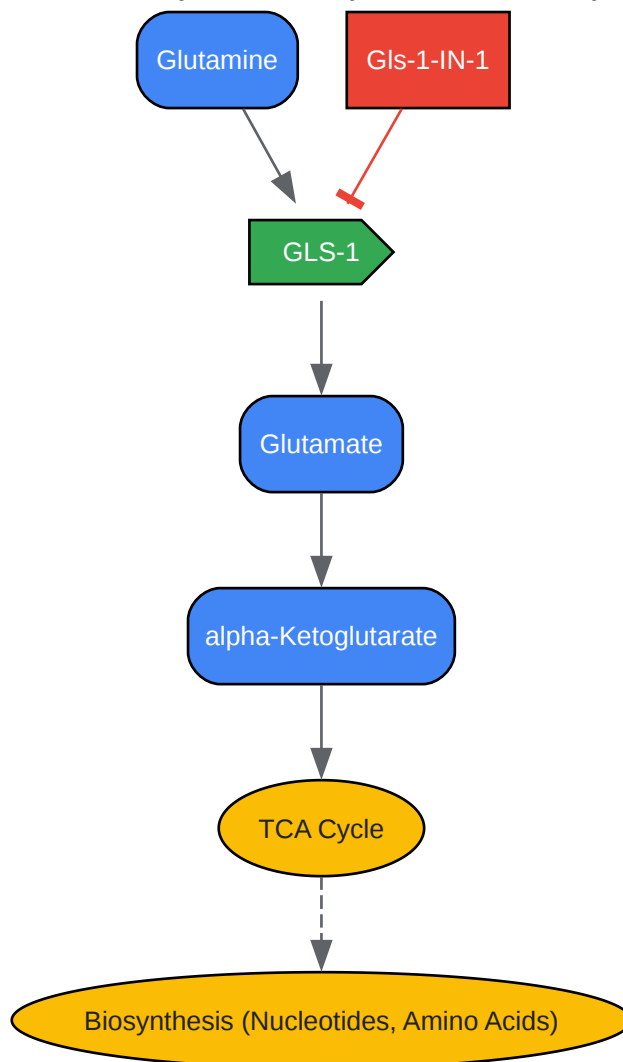 Glutamine
Gls-1-IN-1
GLS-1
Glutamate
alpha-Ketoglutarate
TCA Cycle
Biosynthesis (Nucleotides, Amino Acids)